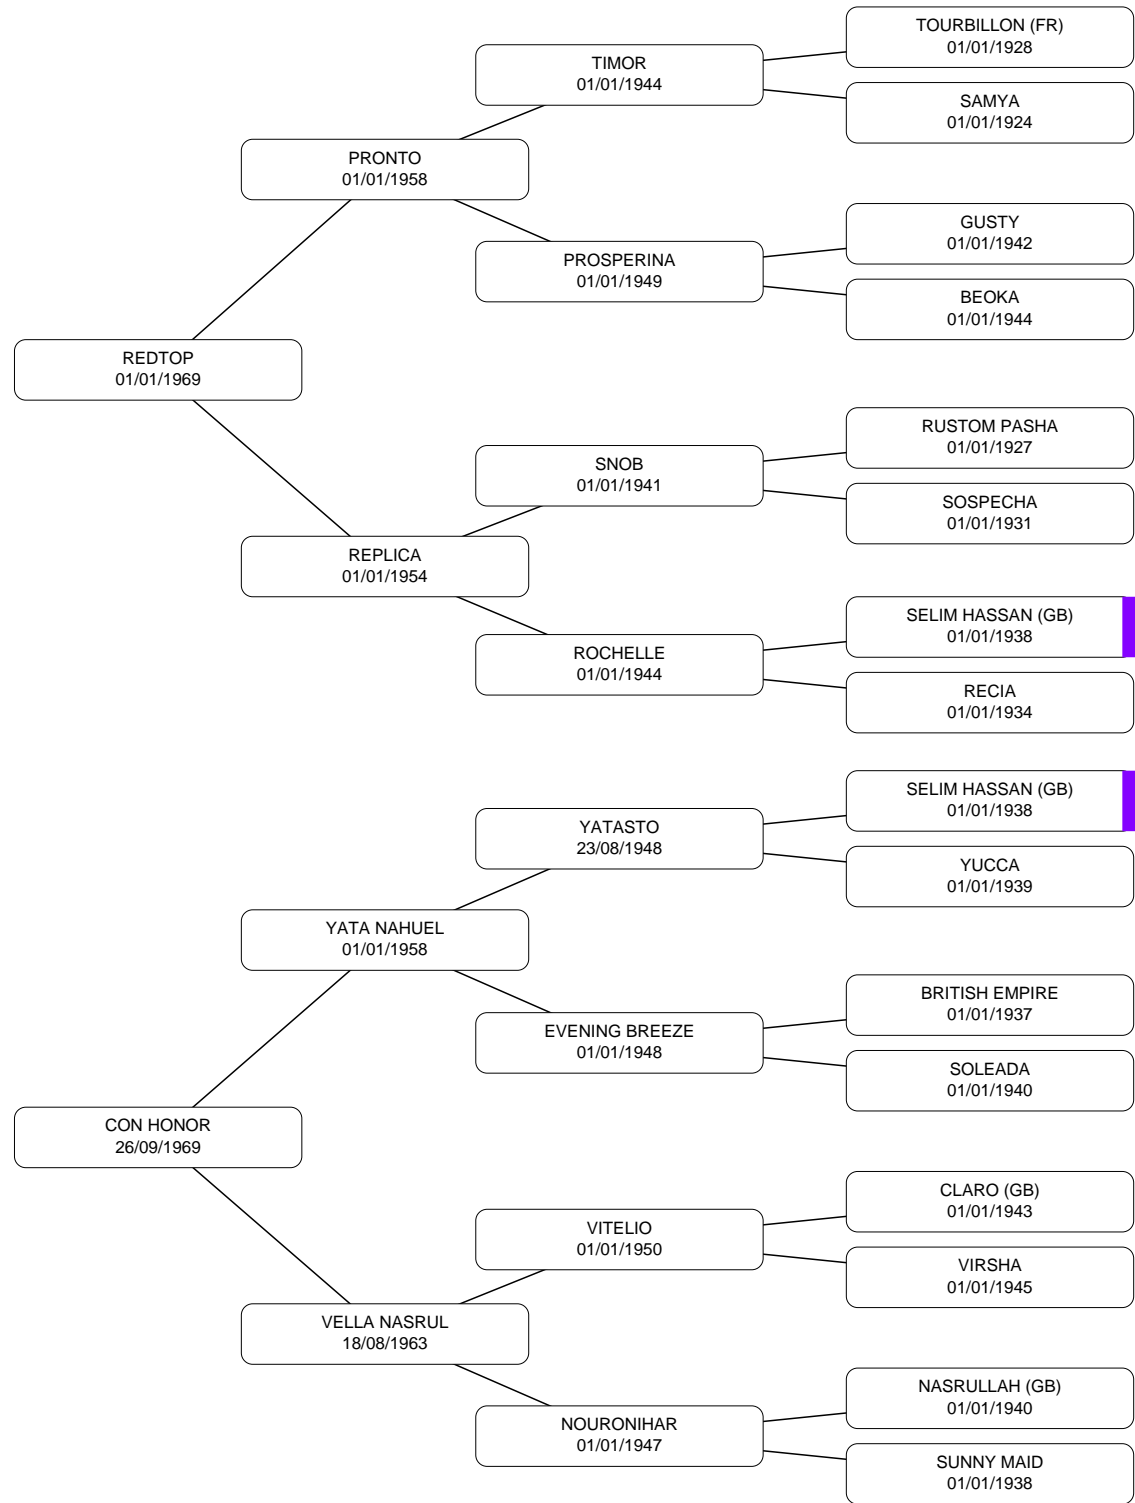 TOURBILLON (FR)
01/01/1928
TIMOR
01/01/1944
SAMYA
01/01/1924
PRONTO
01/01/1958
GUSTY
01/01/1942
PROSPERINA
01/01/1949
BEOKA
01/01/1944
REDTOP
01/01/1969
RUSTOM PASHA
01/01/1927
SNOB
01/01/1941
SOSPECHA
01/01/1931
REPLICA
01/01/1954
SELIM HASSAN (GB)
01/01/1938
ROCHELLE
01/01/1944
RECIA
01/01/1934
SELIM HASSAN (GB)
01/01/1938
YATASTO
23/08/1948
YUCCA
01/01/1939
YATA NAHUEL
01/01/1958
BRITISH EMPIRE
01/01/1937
EVENING BREEZE
01/01/1948
SOLEADA
01/01/1940
CON HONOR
26/09/1969
CLARO (GB)
01/01/1943
VITELIO
01/01/1950
VIRSHA
01/01/1945
VELLA NASRUL
18/08/1963
NASRULLAH (GB)
01/01/1940
NOURONIHAR
01/01/1947
SUNNY MAID
01/01/1938